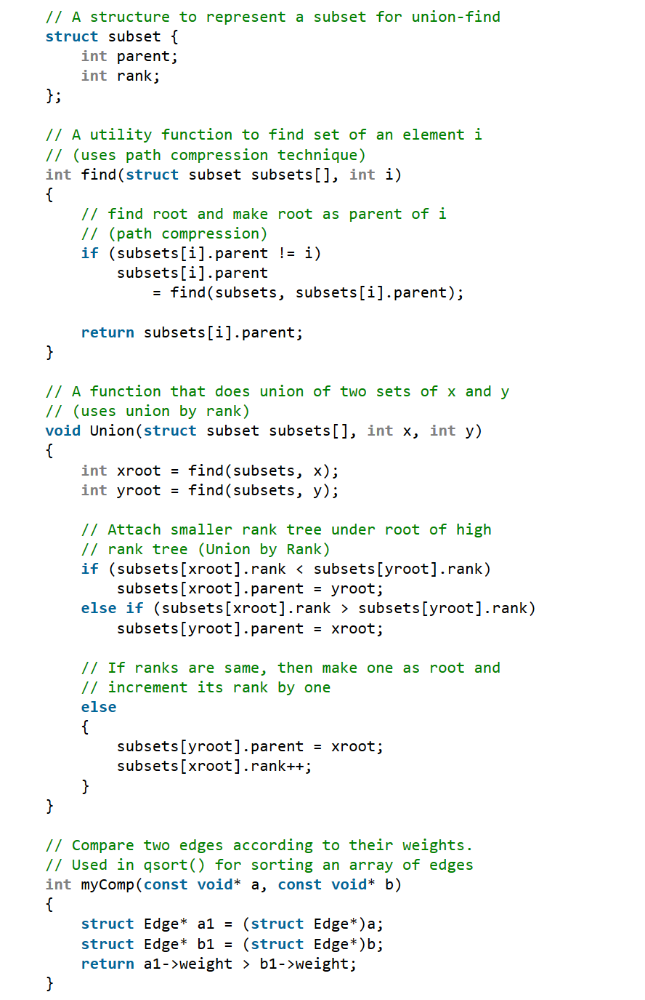 // A structure to represent a subset for union-find
struct subset {
    int parent;
    int rank;
};

// A utility function to find set of an element i
// (uses path compression technique)
int find(struct subset subsets[], int i)
{
    // find root and make root as parent of i
    // (path compression)
    if (subsets[i].parent != i)
        subsets[i].parent
            = find(subsets, subsets[i].parent);

    return subsets[i].parent;
}

// A function that does union of two sets of x and y
// (uses union by rank)
void Union(struct subset subsets[], int x, int y)
{
    int xroot = find(subsets, x);
    int yroot = find(subsets, y);

    // Attach smaller rank tree under root of high
    // rank tree (Union by Rank)
    if (subsets[xroot].rank < subsets[yroot].rank)
        subsets[xroot].parent = yroot;
    else if (subsets[xroot].rank > subsets[yroot].rank)
        subsets[yroot].parent = xroot;

    // If ranks are same, then make one as root and
    // increment its rank by one
    else
    {
        subsets[yroot].parent = xroot;
        subsets[xroot].rank++;
    }
}

// Compare two edges according to their weights.
// Used in qsort() for sorting an array of edges
int myComp(const void* a, const void* b)
{
    struct Edge* a1 = (struct Edge*)a;
    struct Edge* b1 = (struct Edge*)b;
    return a1->weight > b1->weight;
}